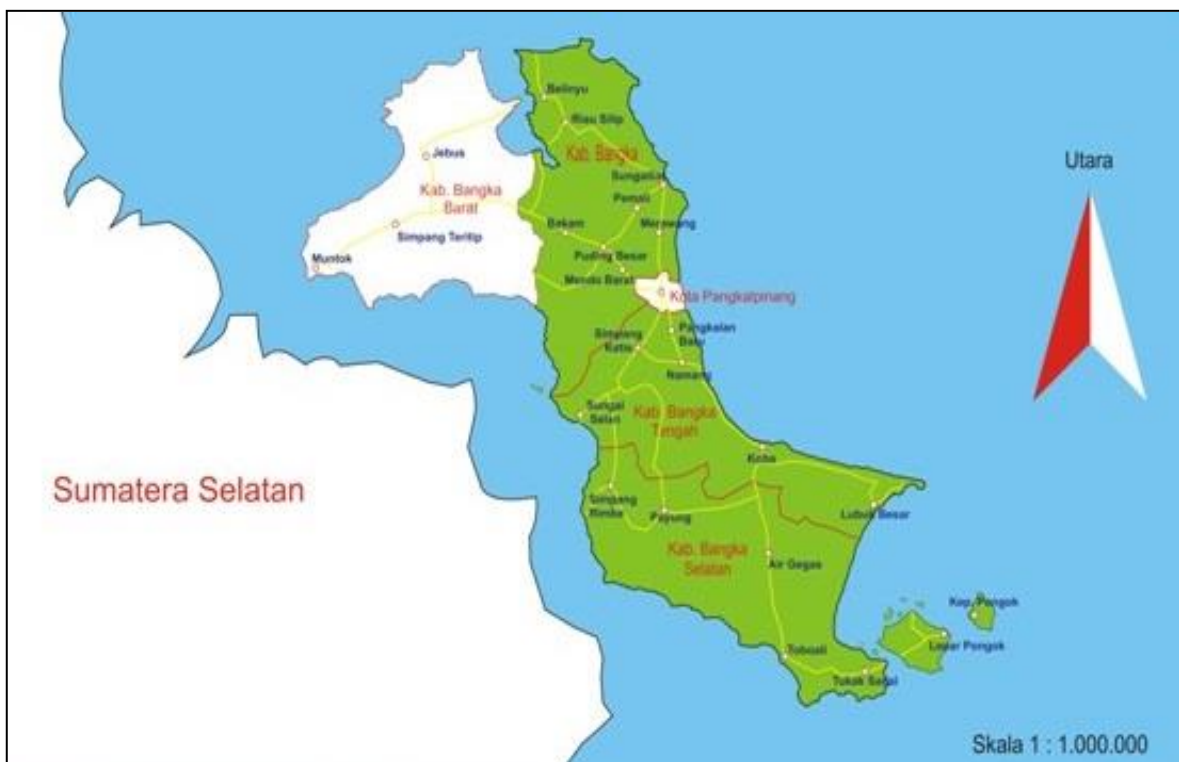 Belinyu
Riau Silip
Kab. Bangka
Jebus
Kab. Bangka
Barat
Sungailiat
Pemali
Simpang Teritip
Bakam
Merawang
Muntok
Puding Besar
Mendo Barat
Kota Pangkalpinang
Utara
Simpang
Katis
Pangkalan
Baru
Namang
Sungai
Selan
Kab. Bangka
Tengah
Koba
Sumatera Selatan
Simpang
Rimba
Payung
Lubuk Besar
Kab. Bangka
Selatan
Air Gegas
Kep. Pongok
Lepar Pongok
Toboali
Tukak Sadai
Skala 1 : 1.000.000